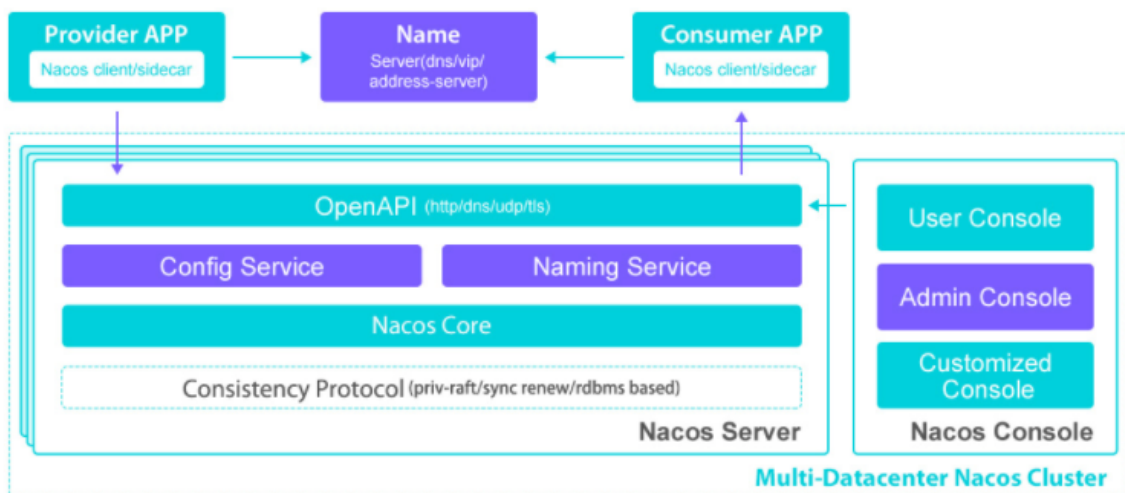 Provider APP
Nacos client/sidecar
Name
Server(dns/vip/
address-server)
Consumer APP
Nacos client/sidecar
OpenAPI (http/dns/udp/tls)
Config Service
Naming Service
Nacos Core
Consistency Protocol (priv-raft/sync renew/rdbms based)
Nacos Server
User Console
Admin Console
Customized
Console
Nacos Console
Multi-Datacenter Nacos Cluster